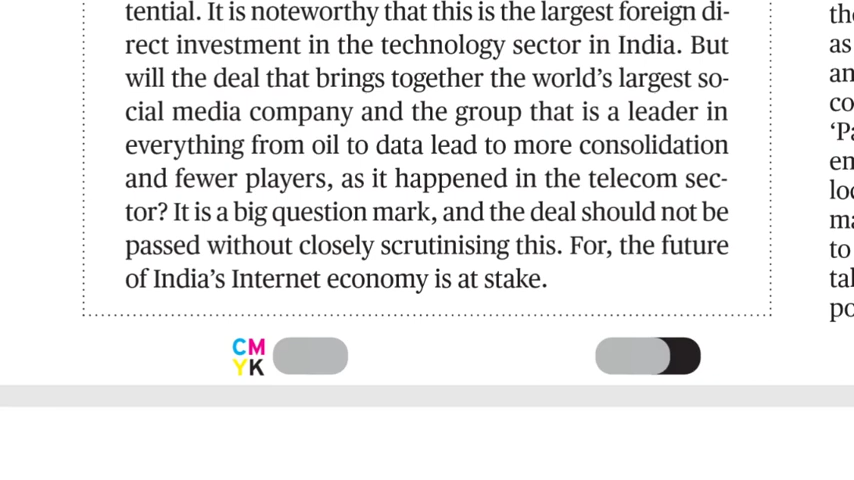 tential. It is noteworthy that this is the largest foreign di-
rect investment in the technology sector in India. But
will the deal that brings together the world's largest so-
cial media company and the group that is a leader in
everything from oil to data lead to more consolidation
and fewer players, as it happened in the telecom sec-
tor? It is a big question mark, and the deal should not be
passed without closely scrutinising this. For, the future
of India's Internet economy is at stake.
CM
YK
as
to